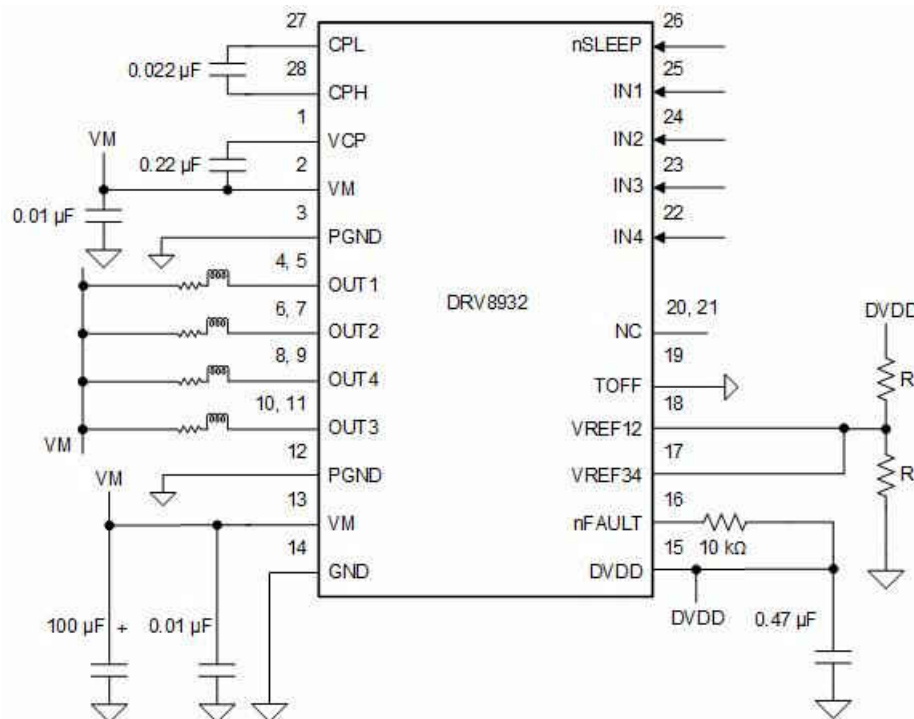 27
CPL
0.022 µF
28
CPH
1
VCP
VM
0.22 µF
2
VM
0.01 µF
3
PGND
4, 5
OUT1
6, 7
OUT2
8, 9
OUT4
10, 11
OUT3
VM
12
PGND
VM
13
VM
14
GND
100 µF +
0.01 µF
DRV8932
26
nSLEEP
25
IN1
24
IN2
23
IN3
22
IN4
20, 21
NC
DVDD
19
TOFF
R
18
VREF12
17
VREF34
R
16
nFAULT
10 kΩ
15
DVDD
DVDD
0.47 µF